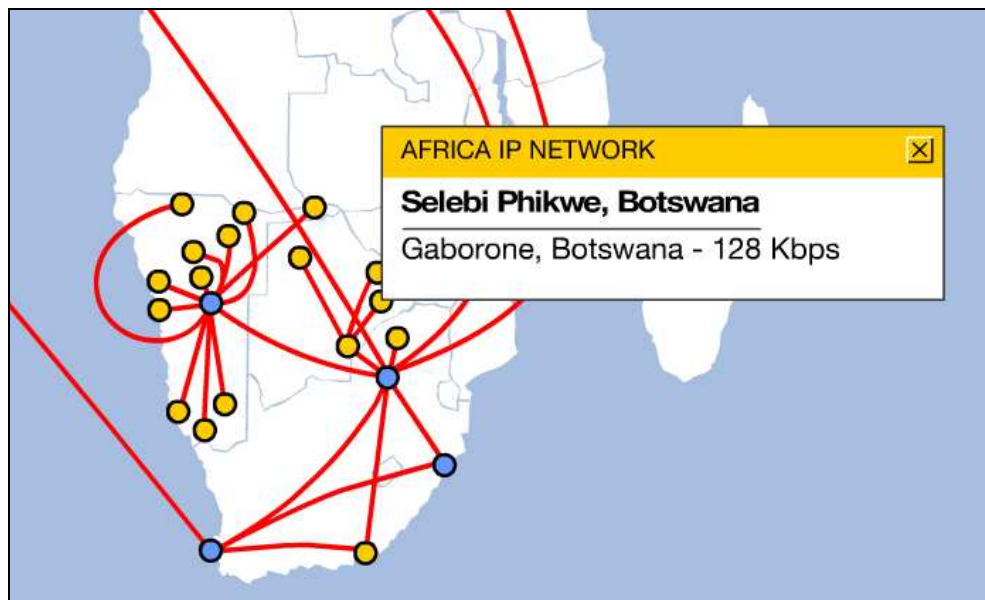 AFRICA IP NETWORK
Selebi Phikwe, Botswana
Gaborone, Botswana - 128 Kbps